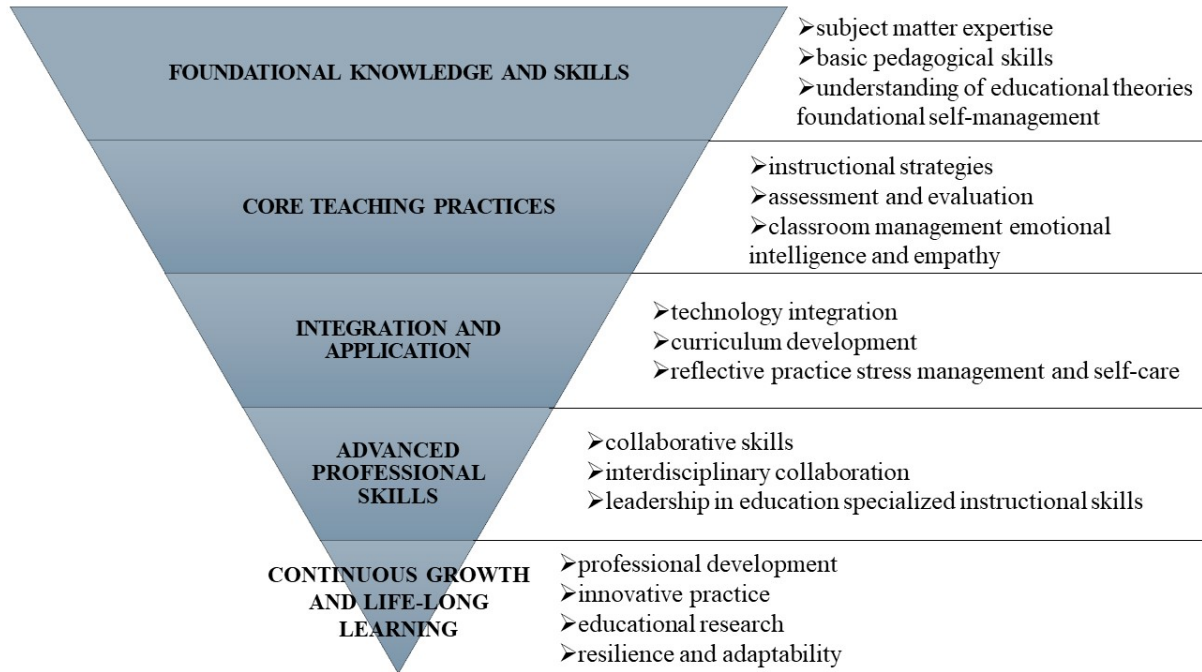 FOUNDATIONAL KNOWLEDGE AND SKILLS
➢subject matter expertise
➢basic pedagogical skills
➢understanding of educational theories
foundational self-management
CORE TEACHING PRACTICES
➢instructional strategies
➢assessment and evaluation
➢classroom management emotional
intelligence and empathy
INTEGRATION AND
APPLICATION
➢technology integration
➢curriculum development
➢reflective practice stress management and self-care
ADVANCED
PROFESSIONAL
SKILLS
➢collaborative skills
➢interdisciplinary collaboration
➢leadership in education specialized instructional skills
CONTINUOUS GROWTH
AND LIFE-LONG
LEARNING
➢professional development
➢innovative practice
➢educational research
➢resilience and adaptability